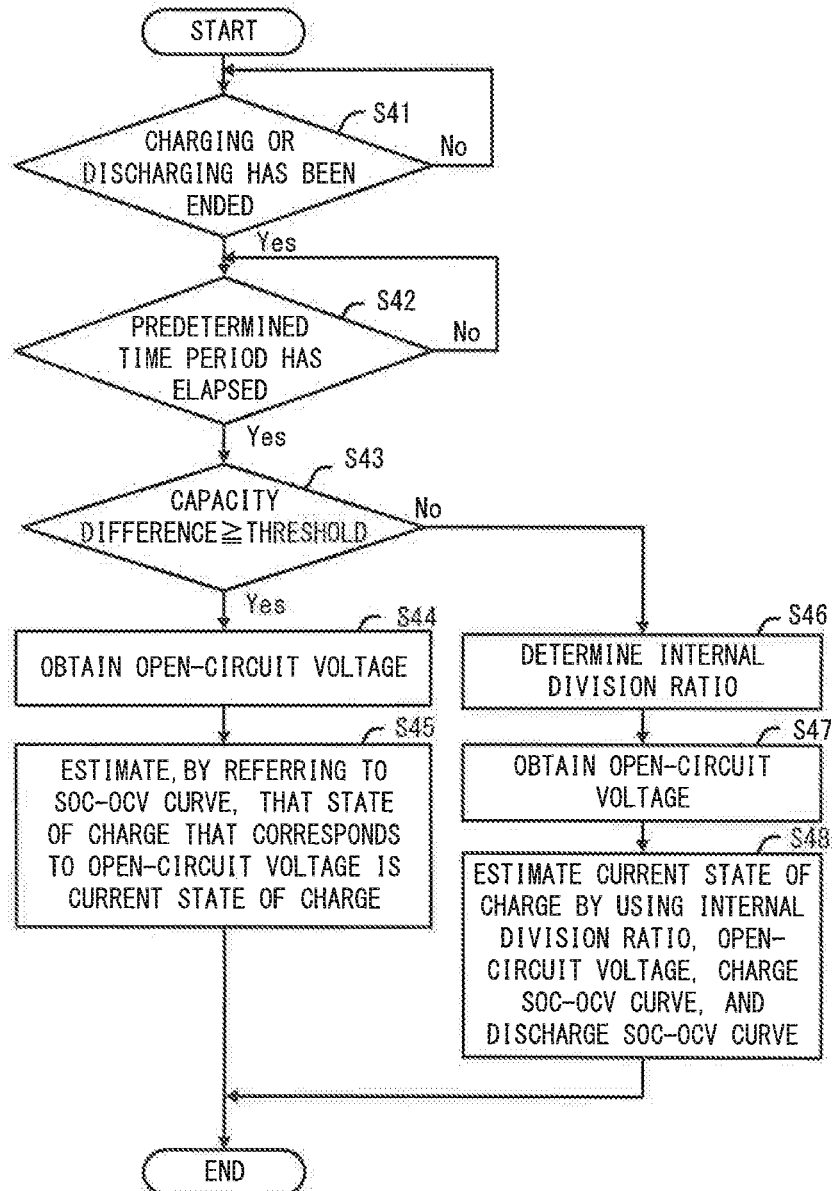 START
S41
CHARGING OR
DISCHARGING HAS BEEN
ENDED
No
Yes
S42
PREDETERMINED
TIME PERIOD HAS
ELAPSED
No
Yes
S43
CAPACITY
DIFFERENCE≧THRESHOLD
No
Yes
S44
OBTAIN OPEN-CIRCUIT VOLTAGE
S45
ESTIMATE, BY REFERRING TO
SOC-OCV CURVE, THAT STATE
OF CHARGE THAT CORRESPONDS
TO OPEN-CIRCUIT VOLTAGE IS
CURRENT STATE OF CHARGE
S46
DETERMINE INTERNAL
DIVISION RATIO
S47
OBTAIN OPEN-CIRCUIT
VOLTAGE
S48
ESTIMATE CURRENT STATE OF
CHARGE BY USING INTERNAL
DIVISION RATIO, OPEN-
CIRCUIT VOLTAGE, CHARGE
SOC-OCV CURVE, AND
DISCHARGE SOC-OCV CURVE
END